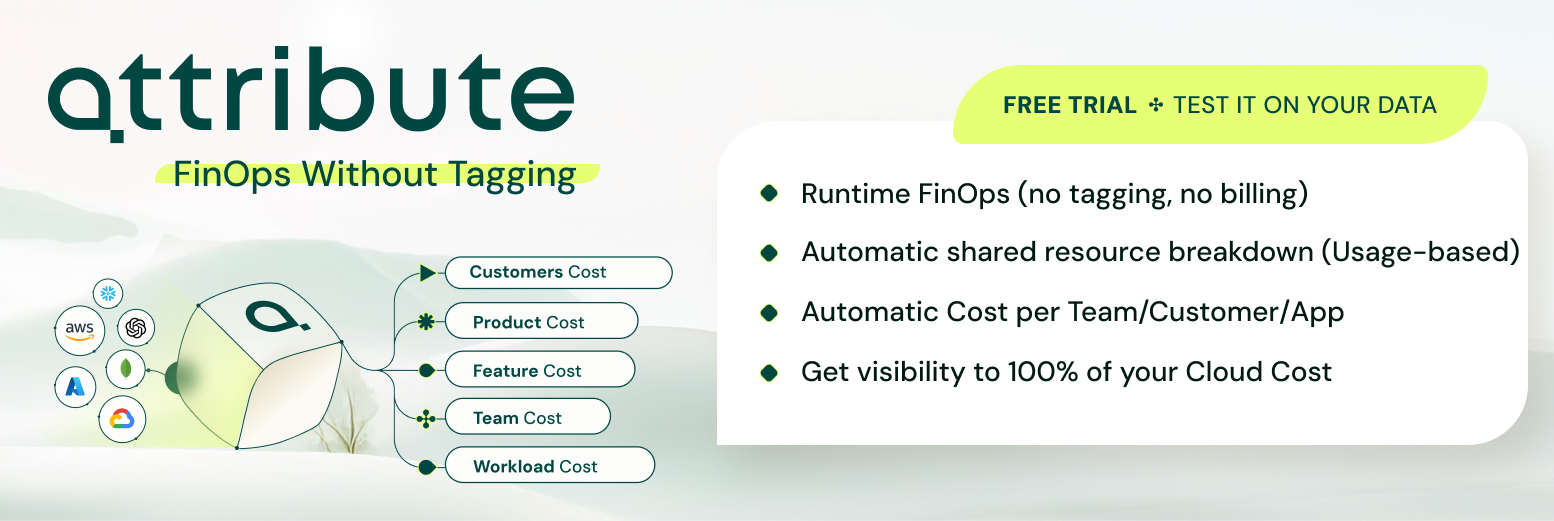 attribute
FinOps Without Tagging
aws
Customers Cost
Product Cost
Feature Cost
Team Cost
Workload Cost
FREE TRIAL ✣ TEST IT ON YOUR DATA
Runtime FinOps (no tagging, no billing)
Automatic shared resource breakdown (Usage-based)
Automatic Cost per Team/Customer/App
Get visibility to 100% of your Cloud Cost